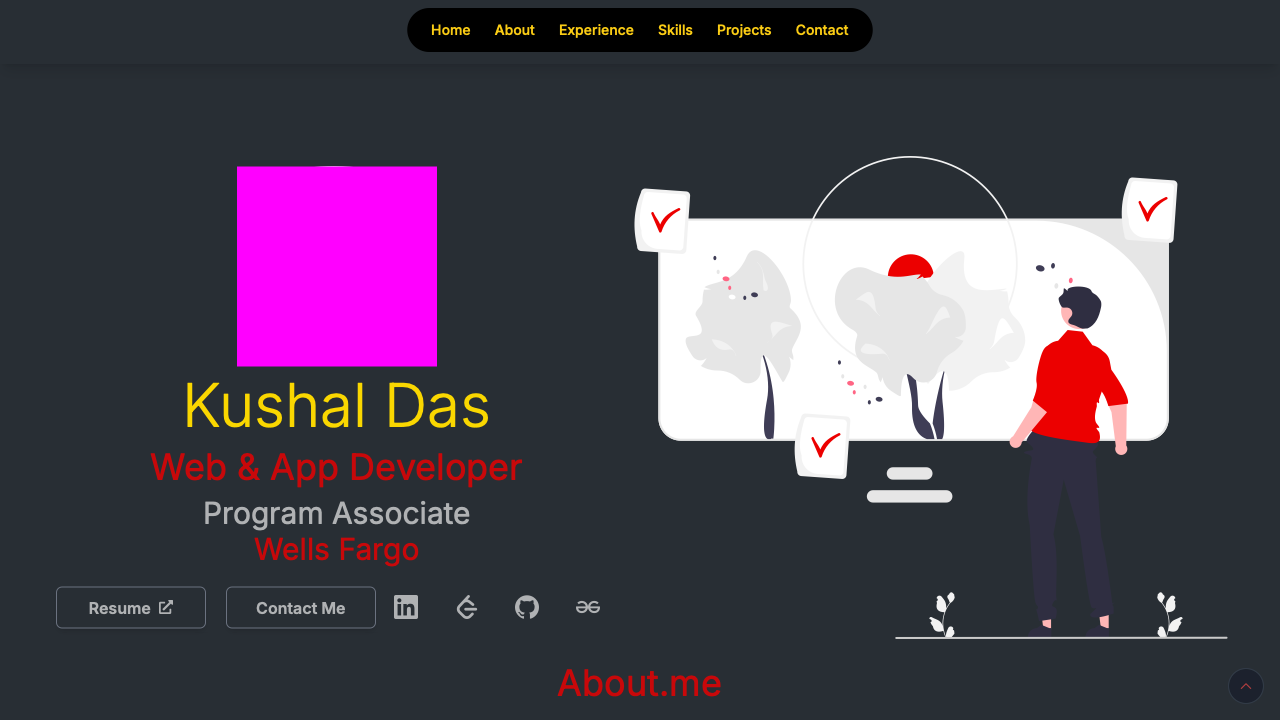 Home About Experience Skills Projects Contact
Kushal Das
Web & App Developer
Program Associate
Wells Fargo
Resume
Contact Me
About.me